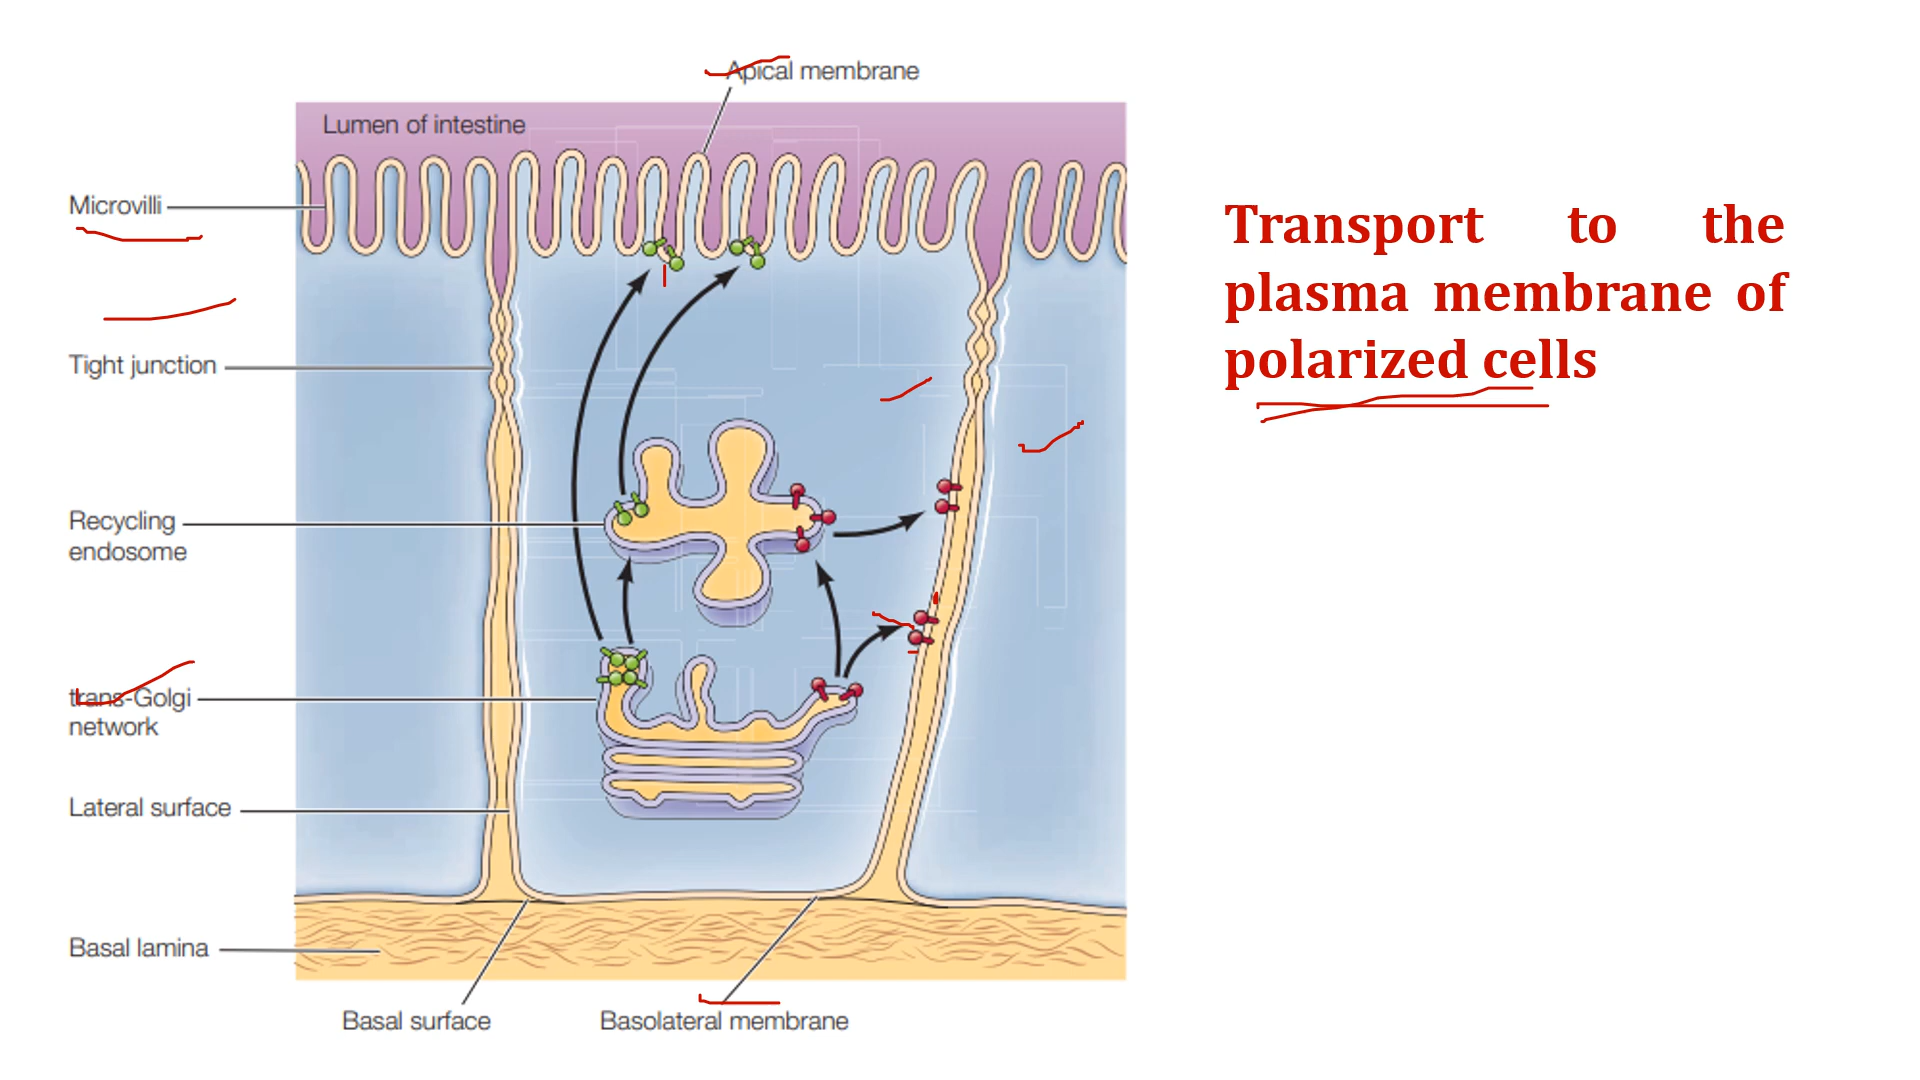 Apical membrane
Lumen of intestine
Microvilli
Tight junction
Recycling
endosome
trans-Golgi
network
Lateral surface
Basal lamina
Basal surface
Basolateral membrane
Transport to the
plasma membrane of
polarized cells